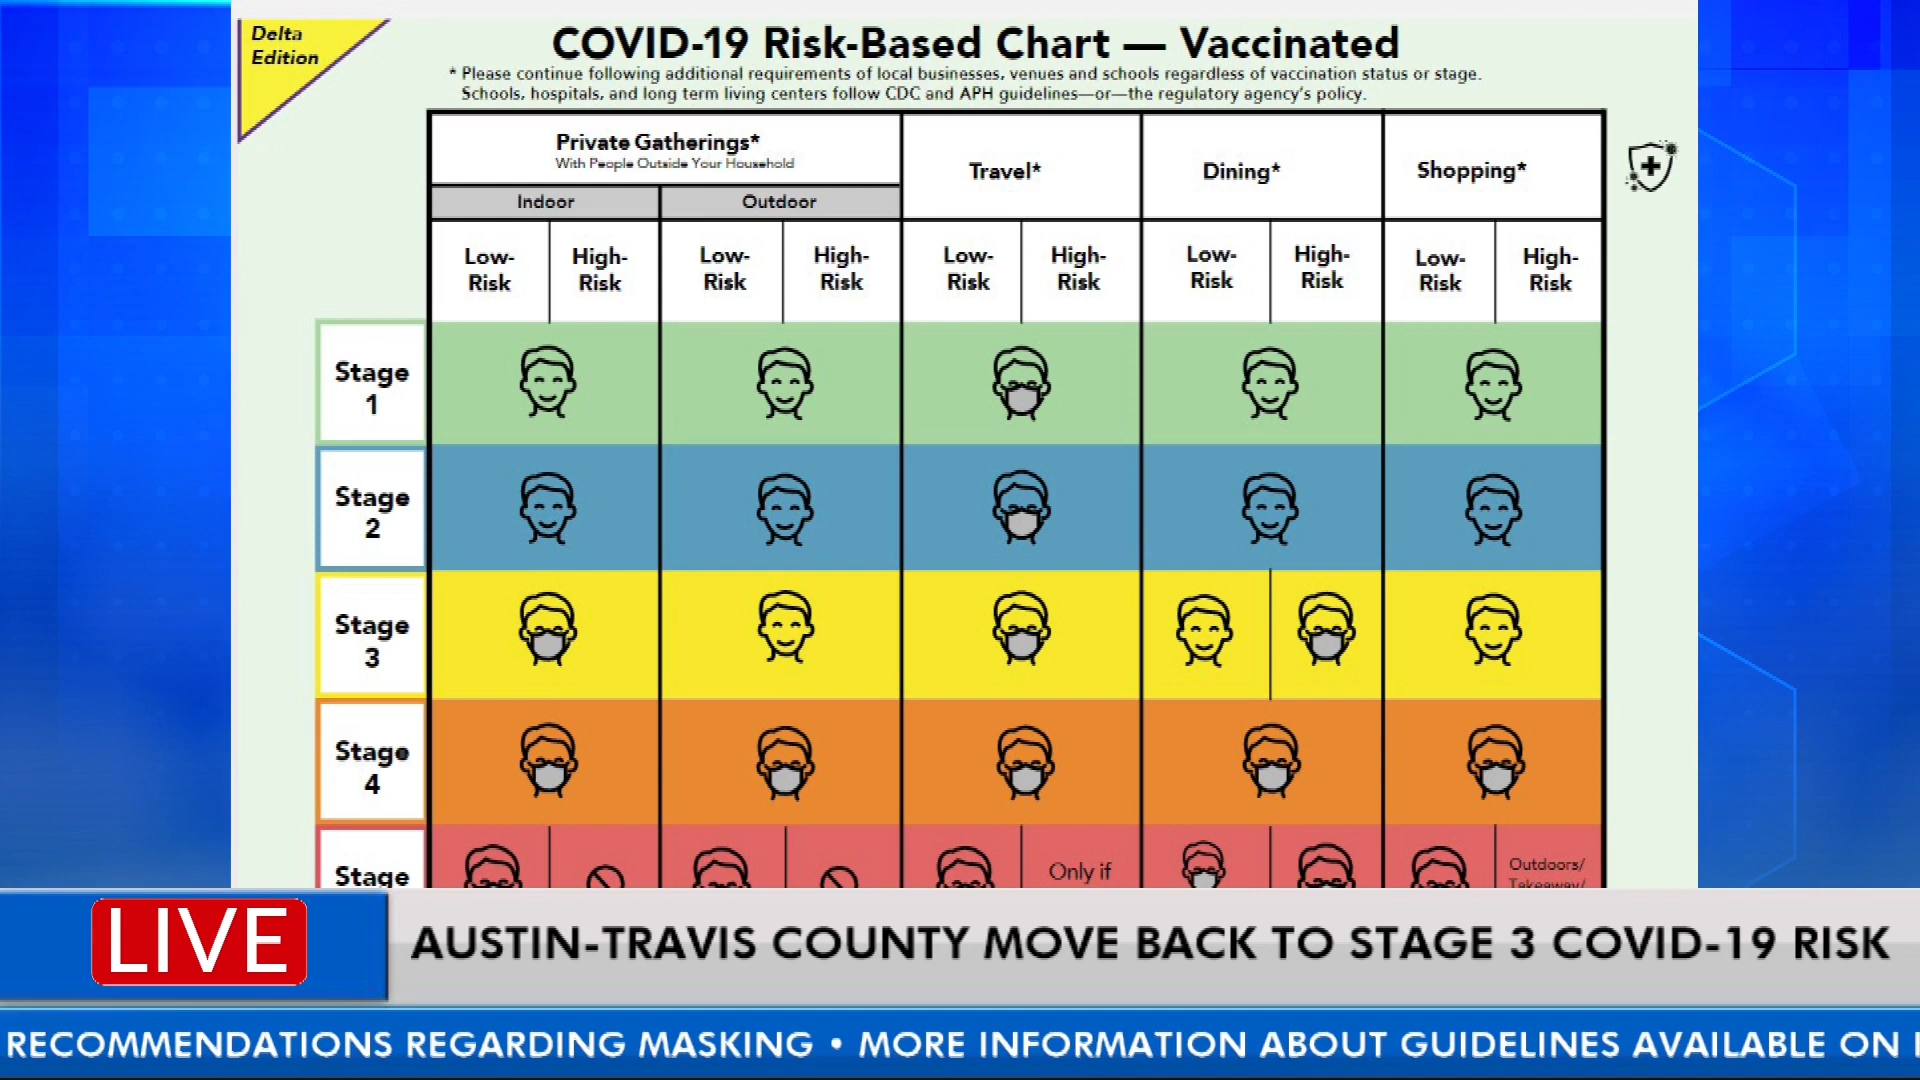 Delta
Edition
COVID-19 Risk-Based Chart — Vaccinated
* Please continue following additional requirements of local businesses, venues and schools regardless of vaccination status or stage.
Schools, hospitals, and long term living centers follow CDC and APH guidelines—or—the regulatory agency's policy.
Private Gatherings*
With People Outside Your Household
Travel*
Dining*
Shopping*
Indoor
Outdoor
Low-
Risk
High-
Risk
Low-
Risk
High-
Risk
Low-
Risk
High-
Risk
Low-
Risk
High-
Risk
Low-
Risk
High-
Risk
Stage
1
Stage
2
Stage
3
Stage
4
Stage
Only if
Outdoors/
Takeaway/
LIVE
AUSTIN-TRAVIS COUNTY MOVE BACK TO STAGE 3 COVID-19 RISK
RECOMMENDATIONS REGARDING MASKING • MORE INFORMATION ABOUT GUIDELINES AVAILABLE ON